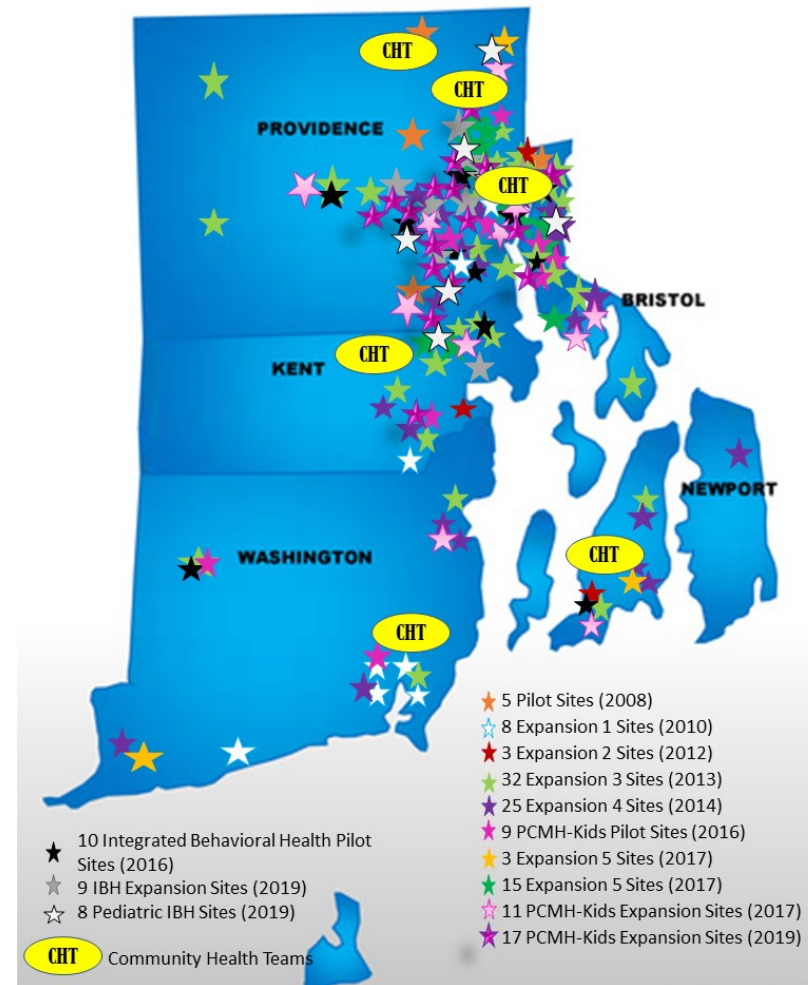 CHT
CHT
PROVIDENCE
CHT
BRISTOL
CHT
KENT
NEWPORT
CHT
WASHINGTON
CHT
5 Pilot Sites (2008)
8 Expansion 1 Sites (2010)
3 Expansion 2 Sites (2012)
32 Expansion 3 Sites (2013)
25 Expansion 4 Sites (2014)
9 PCMH-Kids Pilot Sites (2016)
3 Expansion 5 Sites (2017)
15 Expansion 5 Sites (2017)
11 PCMH-Kids Expansion Sites (2017)
17 PCMH-Kids Expansion Sites (2019)
10 Integrated Behavioral Health Pilot
Sites (2016)
9 IBH Expansion Sites (2019)
8 Pediatric IBH Sites (2019)
CHT Community Health Teams